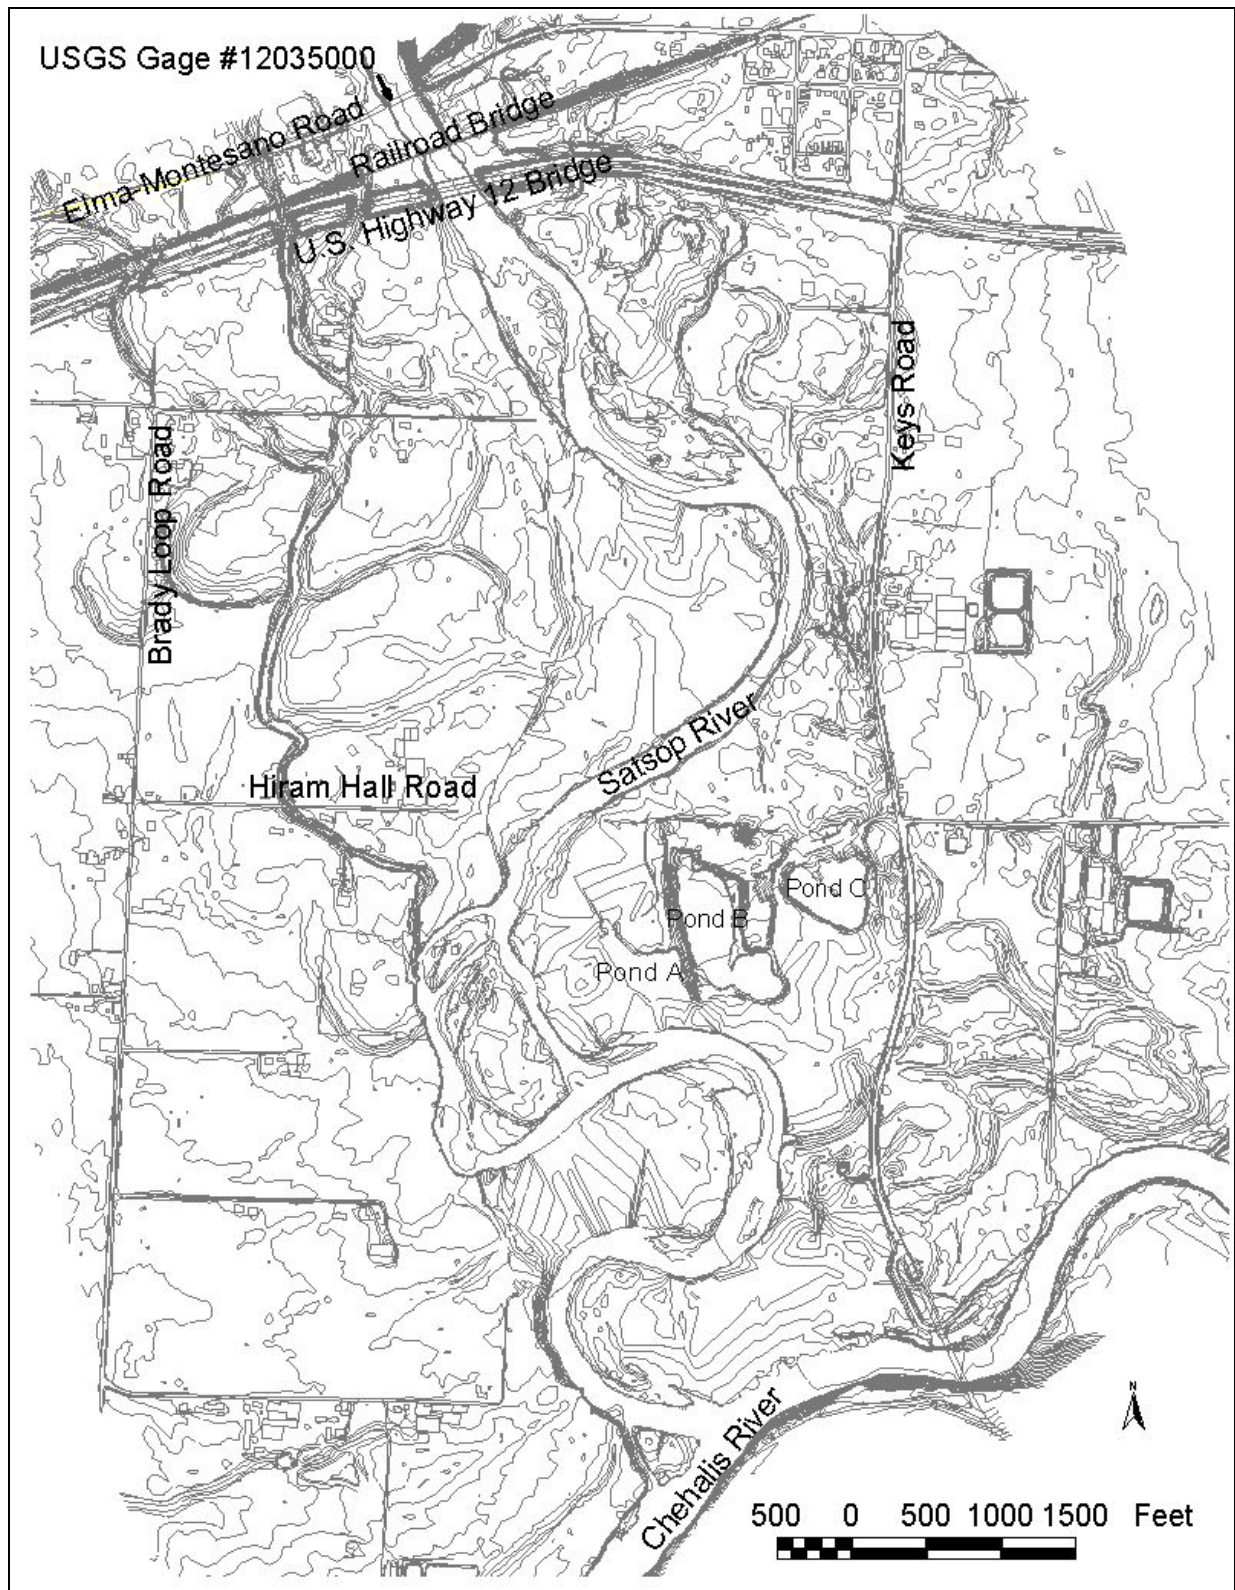 USGS Gage #12035000
Elma-Montesano Road
Railroad Bridge
U.S. Highway 12 Bridge
Keys Road
Brady Loop Road
Satsop River
Hiram Hall Road
Pond C
Pond B
Pond A
Chehalis River
N
500 0 500 1000 1500 Feet